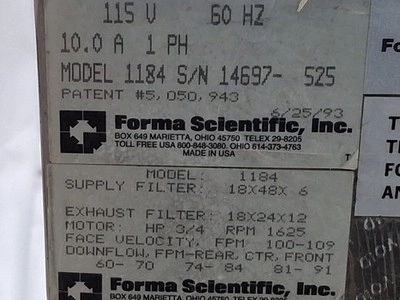 115 V 60 HZ
10.0 A 1 PH
MODEL 1184 S/N 14697- 525
PATENT #5,050,943
6/25/93
Forma Scientific, Inc.
BOX 649 MARIETTA, OHIO 45750 TELEX 29-8205
TOLL FREE USA 800-848-3080 OHIO 614-373-4763
MADE IN USA
T
MODEL: 1184
SUPPLY FILTER: 18X48X 6
EXHAUST FILTER: 18X24X12
MOTOR: HP 3/4 RPM 1625
FACE VELOCITY, FPM 100-109
DOWNFLOW, FPM-REAR, CTR, FRONT
60- 70 74- 84 81- 91
Forma Scientific, Inc.
Fo
T
TE
FO
A